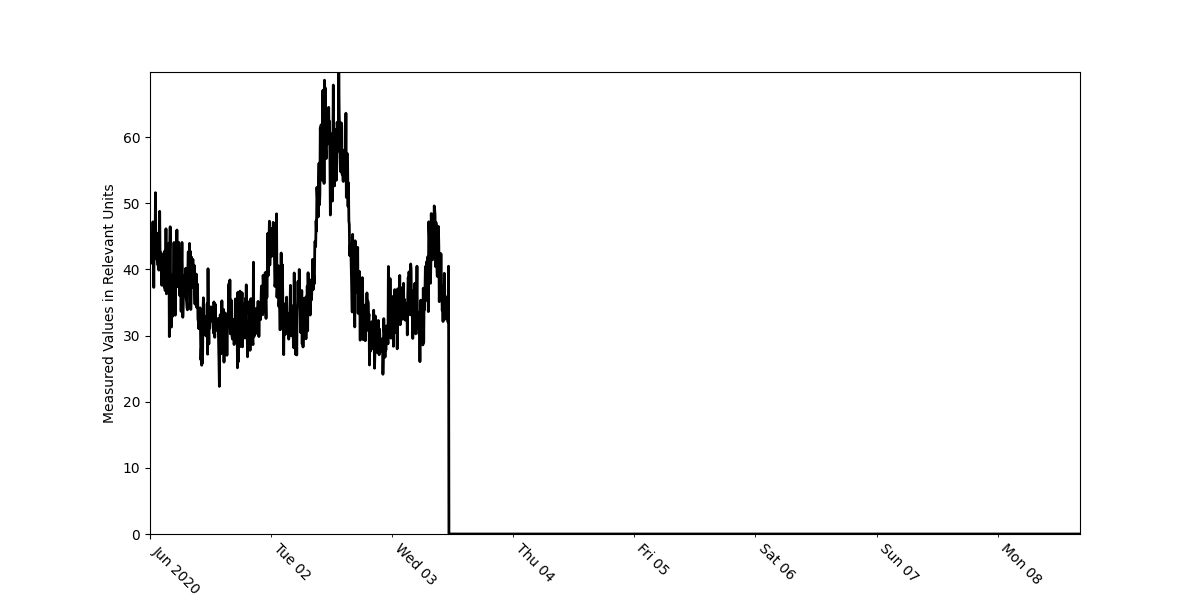 Measured Values in Relevant Units
60
50
40
30
20
10
0
Jun 2020
Tue 02
Wed 03
Thu 04
Fri 05
Sat 06
Sun 07
Mon 08